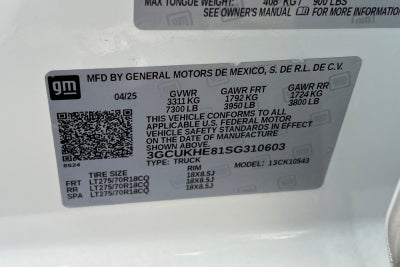 MAX TONGUE WEIGHT: 408 KG / 900 LBS
SEE OWNER'S MANUAL FOR MORE INFORMATION
gm
MFD BY GENERAL MOTORS DE MEXICO, S. DE R.L. DE C.V.
04/25 GVWR GAWR FRT GAWR RR
3311 KG 1792 KG 1724 KG
7300 LB 3950 LB 3800 LB
THIS VEHICLE CONFORMS TO ALL
APPLICABLE U.S. FEDERAL MOTOR
VEHICLE SAFETY STANDARDS IN EFFECT
ON THE DATE OF MANUFACTURE
3GCUKHE81SG310603
8624 TYPE: TRUCK MODEL: 13CK10543
TIRE SIZE RIM
FRT LT275/70R18CQ 18X8.5J
RR LT275/70R18CQ 18X8.5J
SPA LT275/70R18CQ 18X8.5J